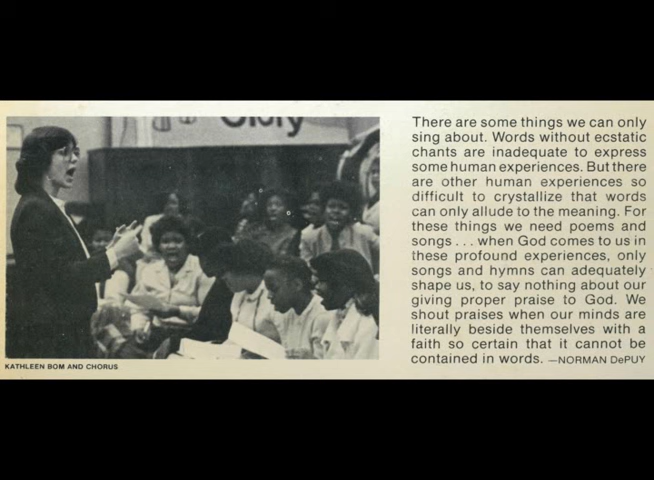 Glory
There are some things we can only
sing about. Words without ecstatic
chants are inadequate to express
some human experiences. But there
are other human experiences so
difficult to crystallize that words
can only allude to the meaning. For
these things we need poems and
songs . . . when God comes to us in
these profound experiences, only
songs and hymns can adequately
shape us, to say nothing about our
giving proper praise to God. We
shout praises when our minds are
literally beside themselves with a
faith so certain that it cannot be
contained in words. —NORMAN DePUY
KATHLEEN BOM AND CHORUS